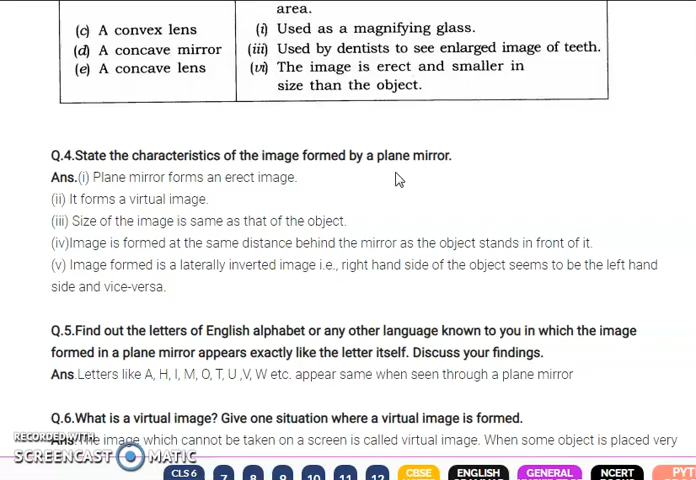 area.
(c) A convex lens (i) Used as a magnifying glass.
(d) A concave mirror (iii) Used by dentists to see enlarged image of teeth.
(e) A concave lens (vi) The image is erect and smaller in
size than the object.
Q.4.State the characteristics of the image formed by a plane mirror.
Ans.(i) Plane mirror forms an erect image.
(ii) It forms a virtual image.
(iii) Size of the image is same as that of the object.
(iv)Image is formed at the same distance behind the mirror as the object stands in front of it.
(v) Image formed is a laterally inverted image i.e., right hand side of the object seems to be the left hand
side and vice-versa.
Q.5.Find out the letters of English alphabet or any other language known to you in which the image
formed in a plane mirror appears exactly like the letter itself. Discuss your findings.
Ans.Letters like A, H, I, M, O, T, U ,V, W etc. appear same when seen through a plane mirror
Q.6.What is a virtual image? Give one situation where a virtual image is formed.
RECORDED WITH
Ans.The image which cannot be taken on a screen is called virtual image. When some object is placed very
SCREENCAST MATIC
CLS 6 7 8 9 10 11 12 CBSE ENGLISH GENERAL NCERT PYT